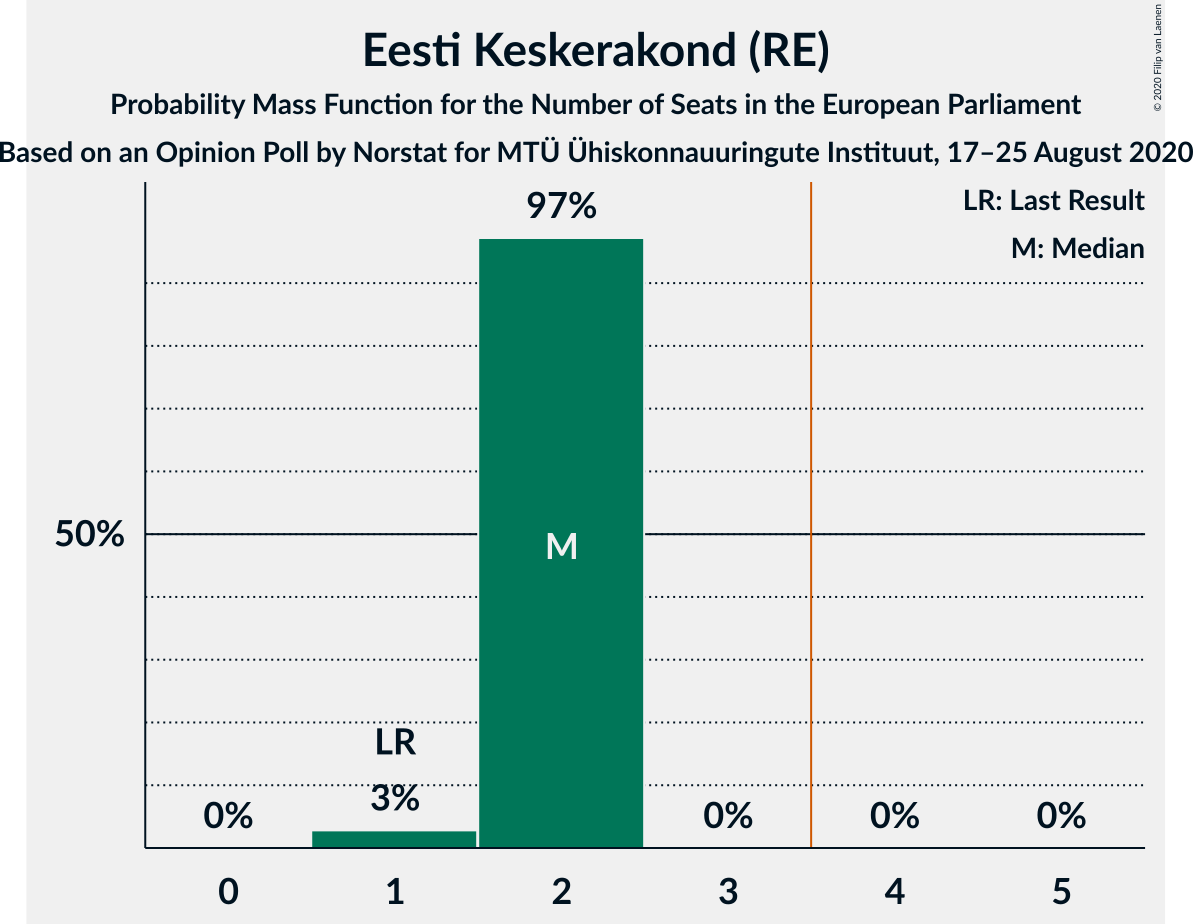 Eesti Keskerakond (RE)
Probability Mass Function for the Number of Seats in the European Parliament
Based on an Opinion Poll by Norstat for MTÜ Ühiskonnauuringute Instituut, 17–25 August 2020
© 2020 Filip van Laenen
LR: Last Result
M: Median
97%
50%
M
LR
0%
3%
0%
0%
0%
0
1
2
3
4
5